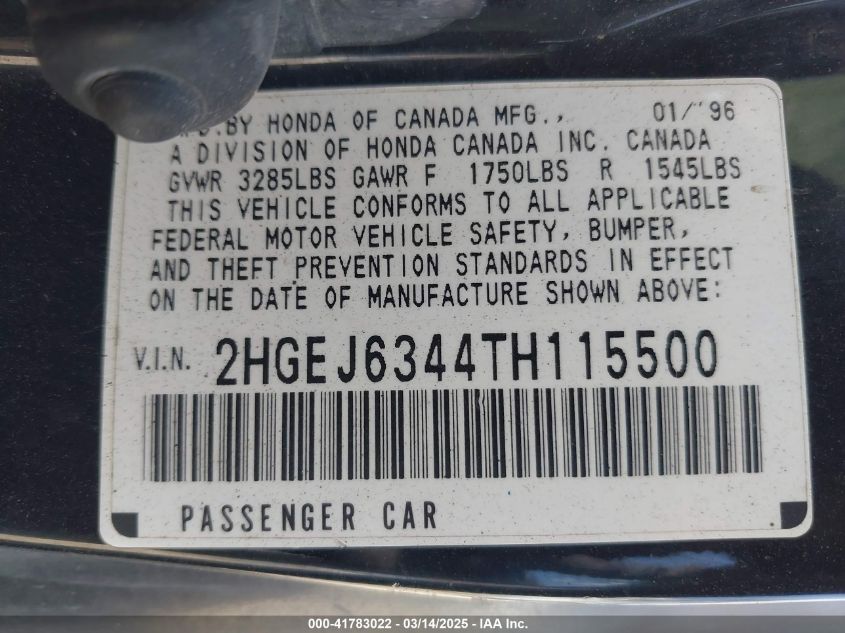 BY HONDA OF CANADA MFG., 01/'96
A DIVISION OF HONDA CANADA INC. CANADA
GVWR 3285LBS GAWR F 1750LBS R 1545LBS
THIS VEHICLE CONFORMS TO ALL APPLICABLE
FEDERAL MOTOR VEHICLE SAFETY, BUMPER,
AND THEFT PREVENTION STANDARDS IN EFFECT
ON THE DATE OF MANUFACTURE SHOWN ABOVE:
V.I.N. 2HGEJ6344TH115500
PASSENGER CAR
000-41783022 - 03/14/2025 - IAA Inc.